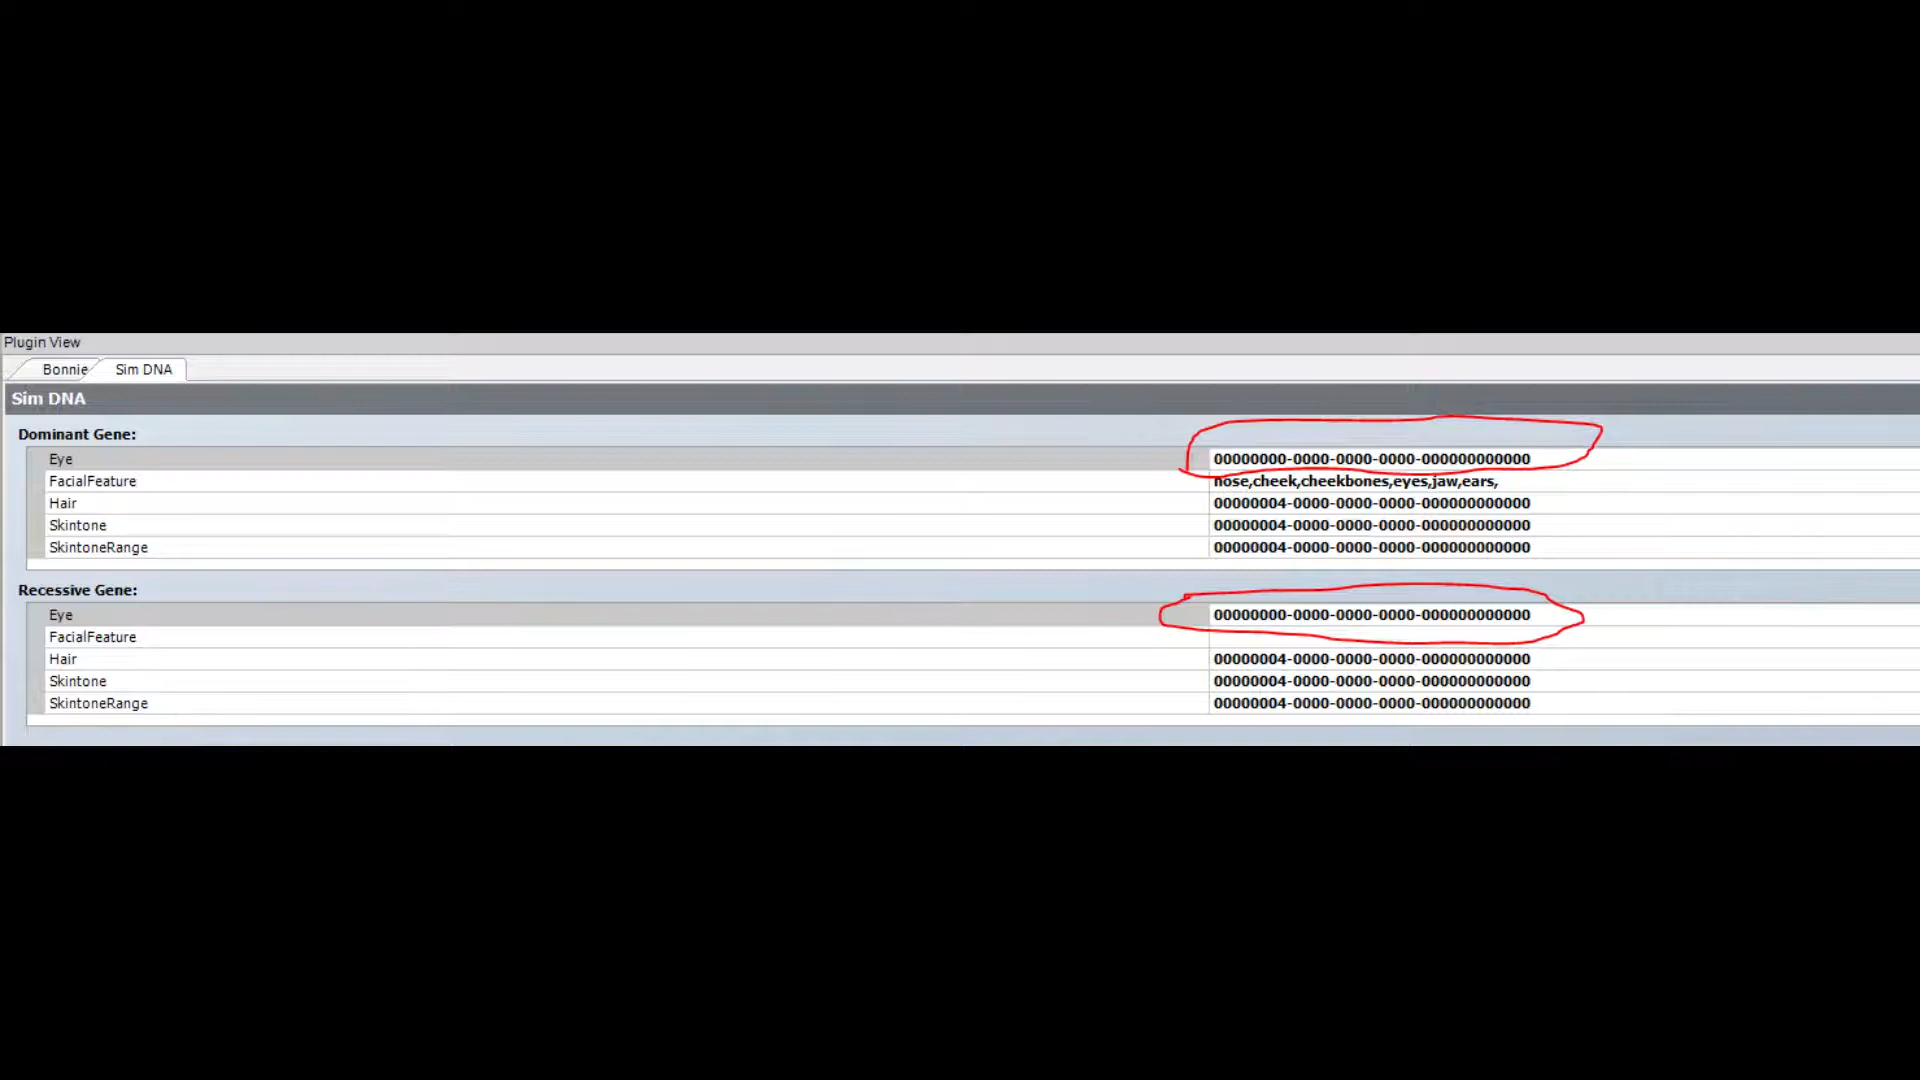 Plugin View
Bonnie Sim DNA
Sim DNA
Dominant Gene:
Eye 00000000-0000-0000-0000-000000000000
FacialFeature nose,cheek,cheekbones,eyes,jaw,ears,
Hair 00000004-0000-0000-0000-000000000000
Skintone 00000004-0000-0000-0000-000000000000
SkintoneRange 00000004-0000-0000-0000-000000000000
Recessive Gene:
Eye 00000000-0000-0000-0000-000000000000
FacialFeature
Hair 00000004-0000-0000-0000-000000000000
Skintone 00000004-0000-0000-0000-000000000000
SkintoneRange 00000004-0000-0000-0000-000000000000